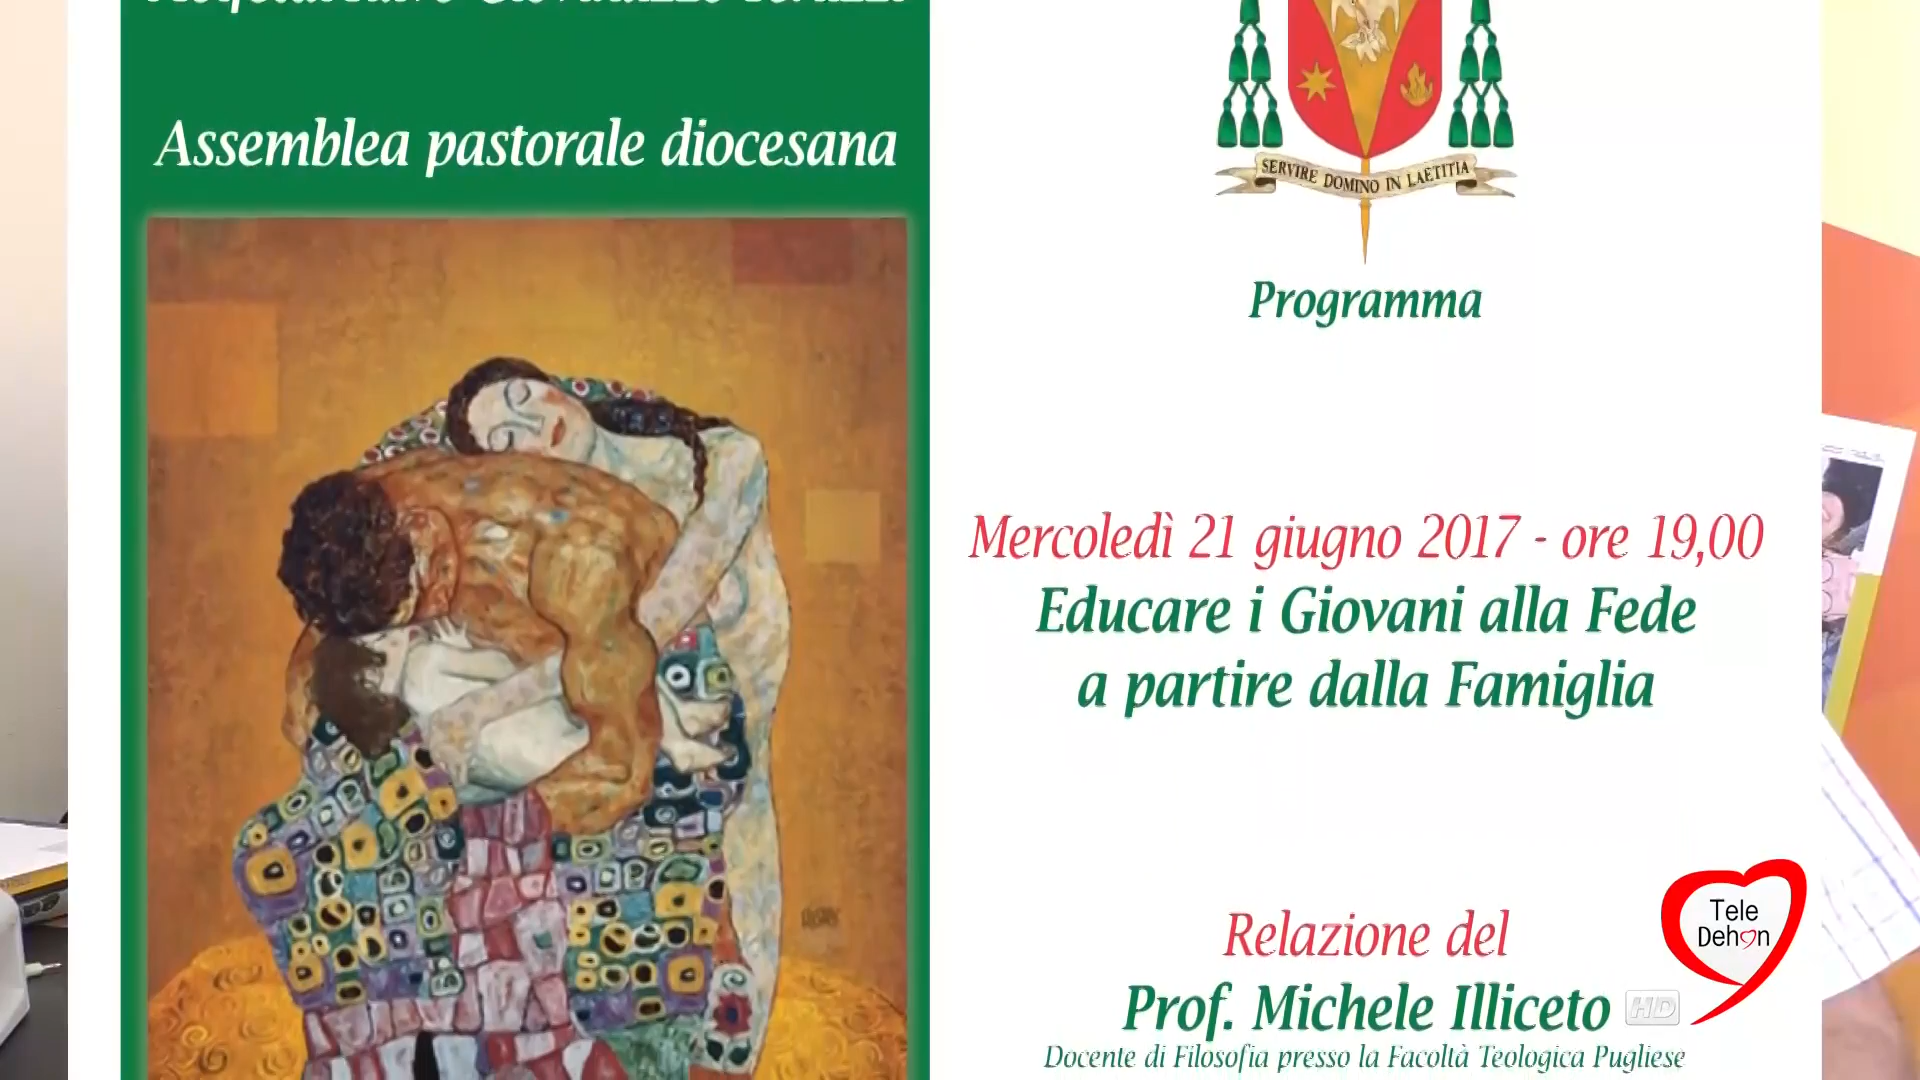 Assemblea pastorale diocesana
SERVIRE DOMINO IN LAETITIA
Programma
Mercoledì 21 giugno 2017 - ore 19,00
Educare i Giovani alla Fede
a partire dalla Famiglia
Relazione del
Prof. Michele Illiceto
Docente di Filosofia presso la Facoltà Teologica Pugliese
Tele
Dehon
HD